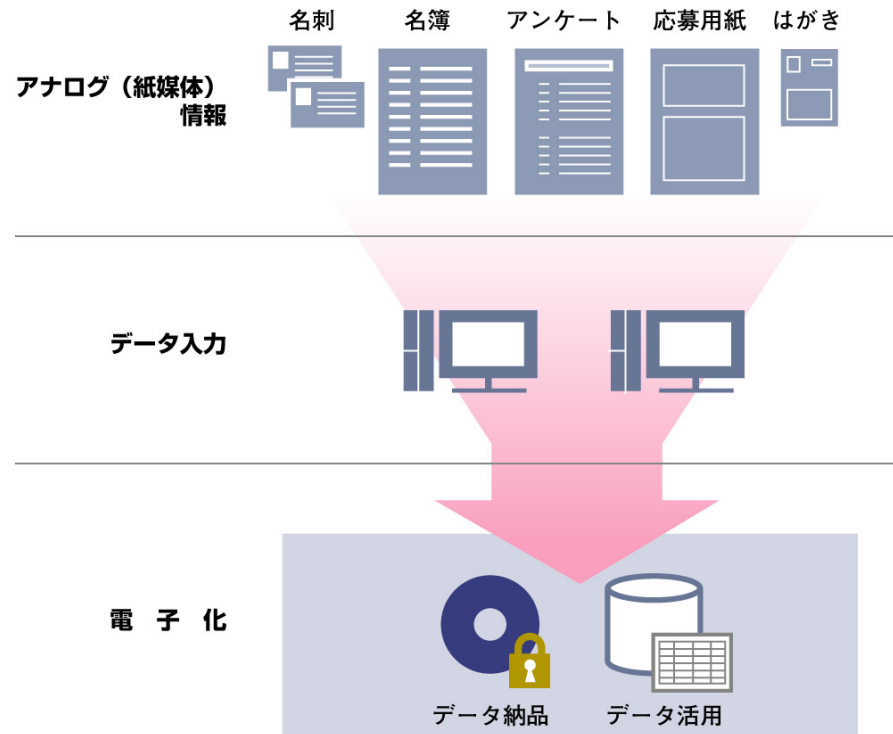 名刺
名簿
アンケート
応募用紙
はがき
アナログ（紙媒体）
情報
データ入力
電 子 化
データ納品
データ活用